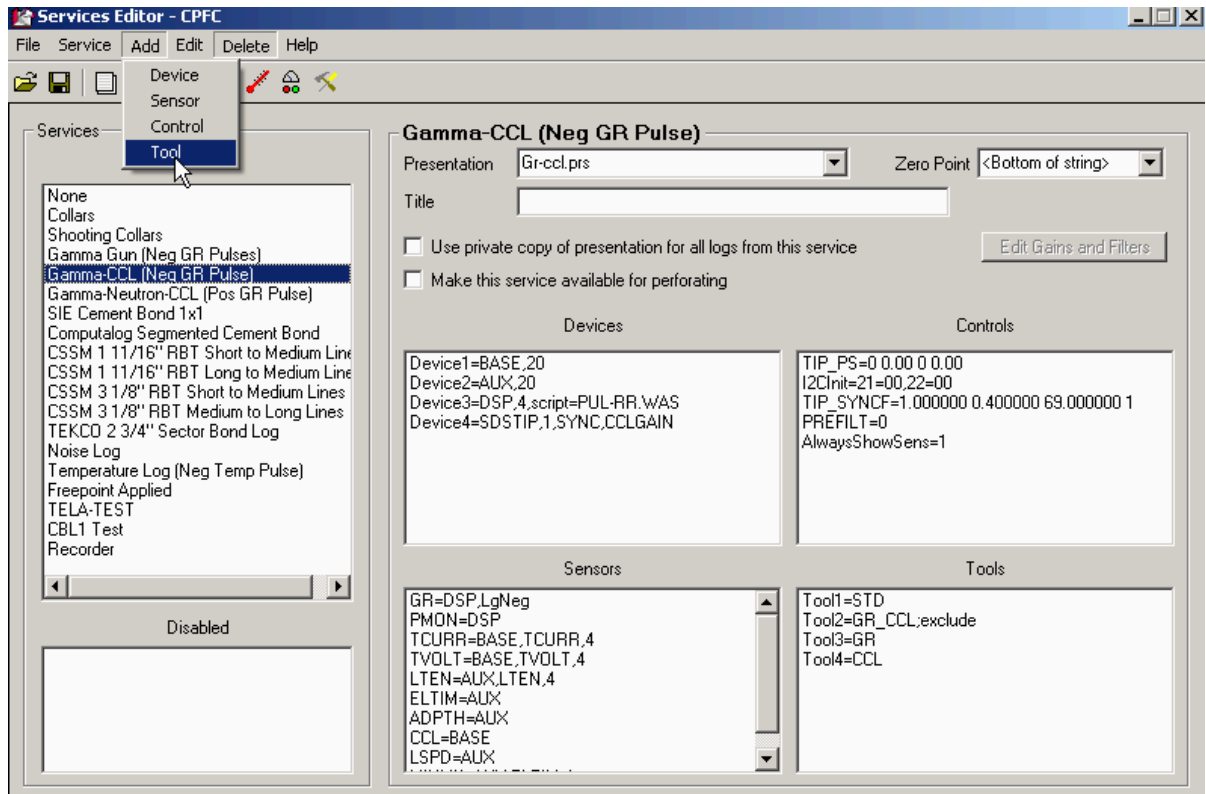 Services Editor - CPFC
File Service Add Edit Delete Help
Device
Sensor
Control
Tool
Services
None
Collars
Shooting Collars
Gamma Gun (Neg GR Pulses)
Gamma-CCL (Neg GR Pulse)
Gamma-Neutron-CCL (Pos GR Pulse)
SIE Cement Bond 1x1
Computalog Segmented Cement Bond
CSSM 1 11/16" RBT Short to Medium Line
CSSM 1 11/16" RBT Long to Medium Line
CSSM 3 1/8" RBT Short to Medium Lines
CSSM 3 1/8" RBT Medium to Long Lines
TEKCO 2 3/4" Sector Bond Log
Noise Log
Temperature Log (Neg Temp Pulse)
Freepoint Applied
TELA-TEST
CBL1 Test
Recorder
Disabled
Gamma-CCL (Neg GR Pulse)
Presentation Gr-ccl.prs Zero Point <Bottom of string>
Title
Use private copy of presentation for all logs from this service
Edit Gains and Filters
Make this service available for perforating
Devices
Device1=BASE,20
Device2=AUX,20
Device3=DSP,4,script=PUL-RR.WAS
Device4=SDSTIP,1,SYNC,CCLGAIN
Controls
TIP_PS=0 0.00 0 0.00
I2CInit=21=00,22=00
TIP_SYNCF=1.000000 0.400000 69.000000 1
PREFILT=0
AlwaysShowSens=1
Sensors
GR=DSP,LgNeg
PMON=DSP
TCURR=BASE,TCURR,4
TVOLT=BASE,TVOLT,4
LTEN=AUX,LTEN,4
ELTIM=AUX
ADPTH=AUX
CCL=BASE
LSPD=AUX
Tools
Tool1=STD
Tool2=GR_CCL;exclude
Tool3=GR
Tool4=CCL